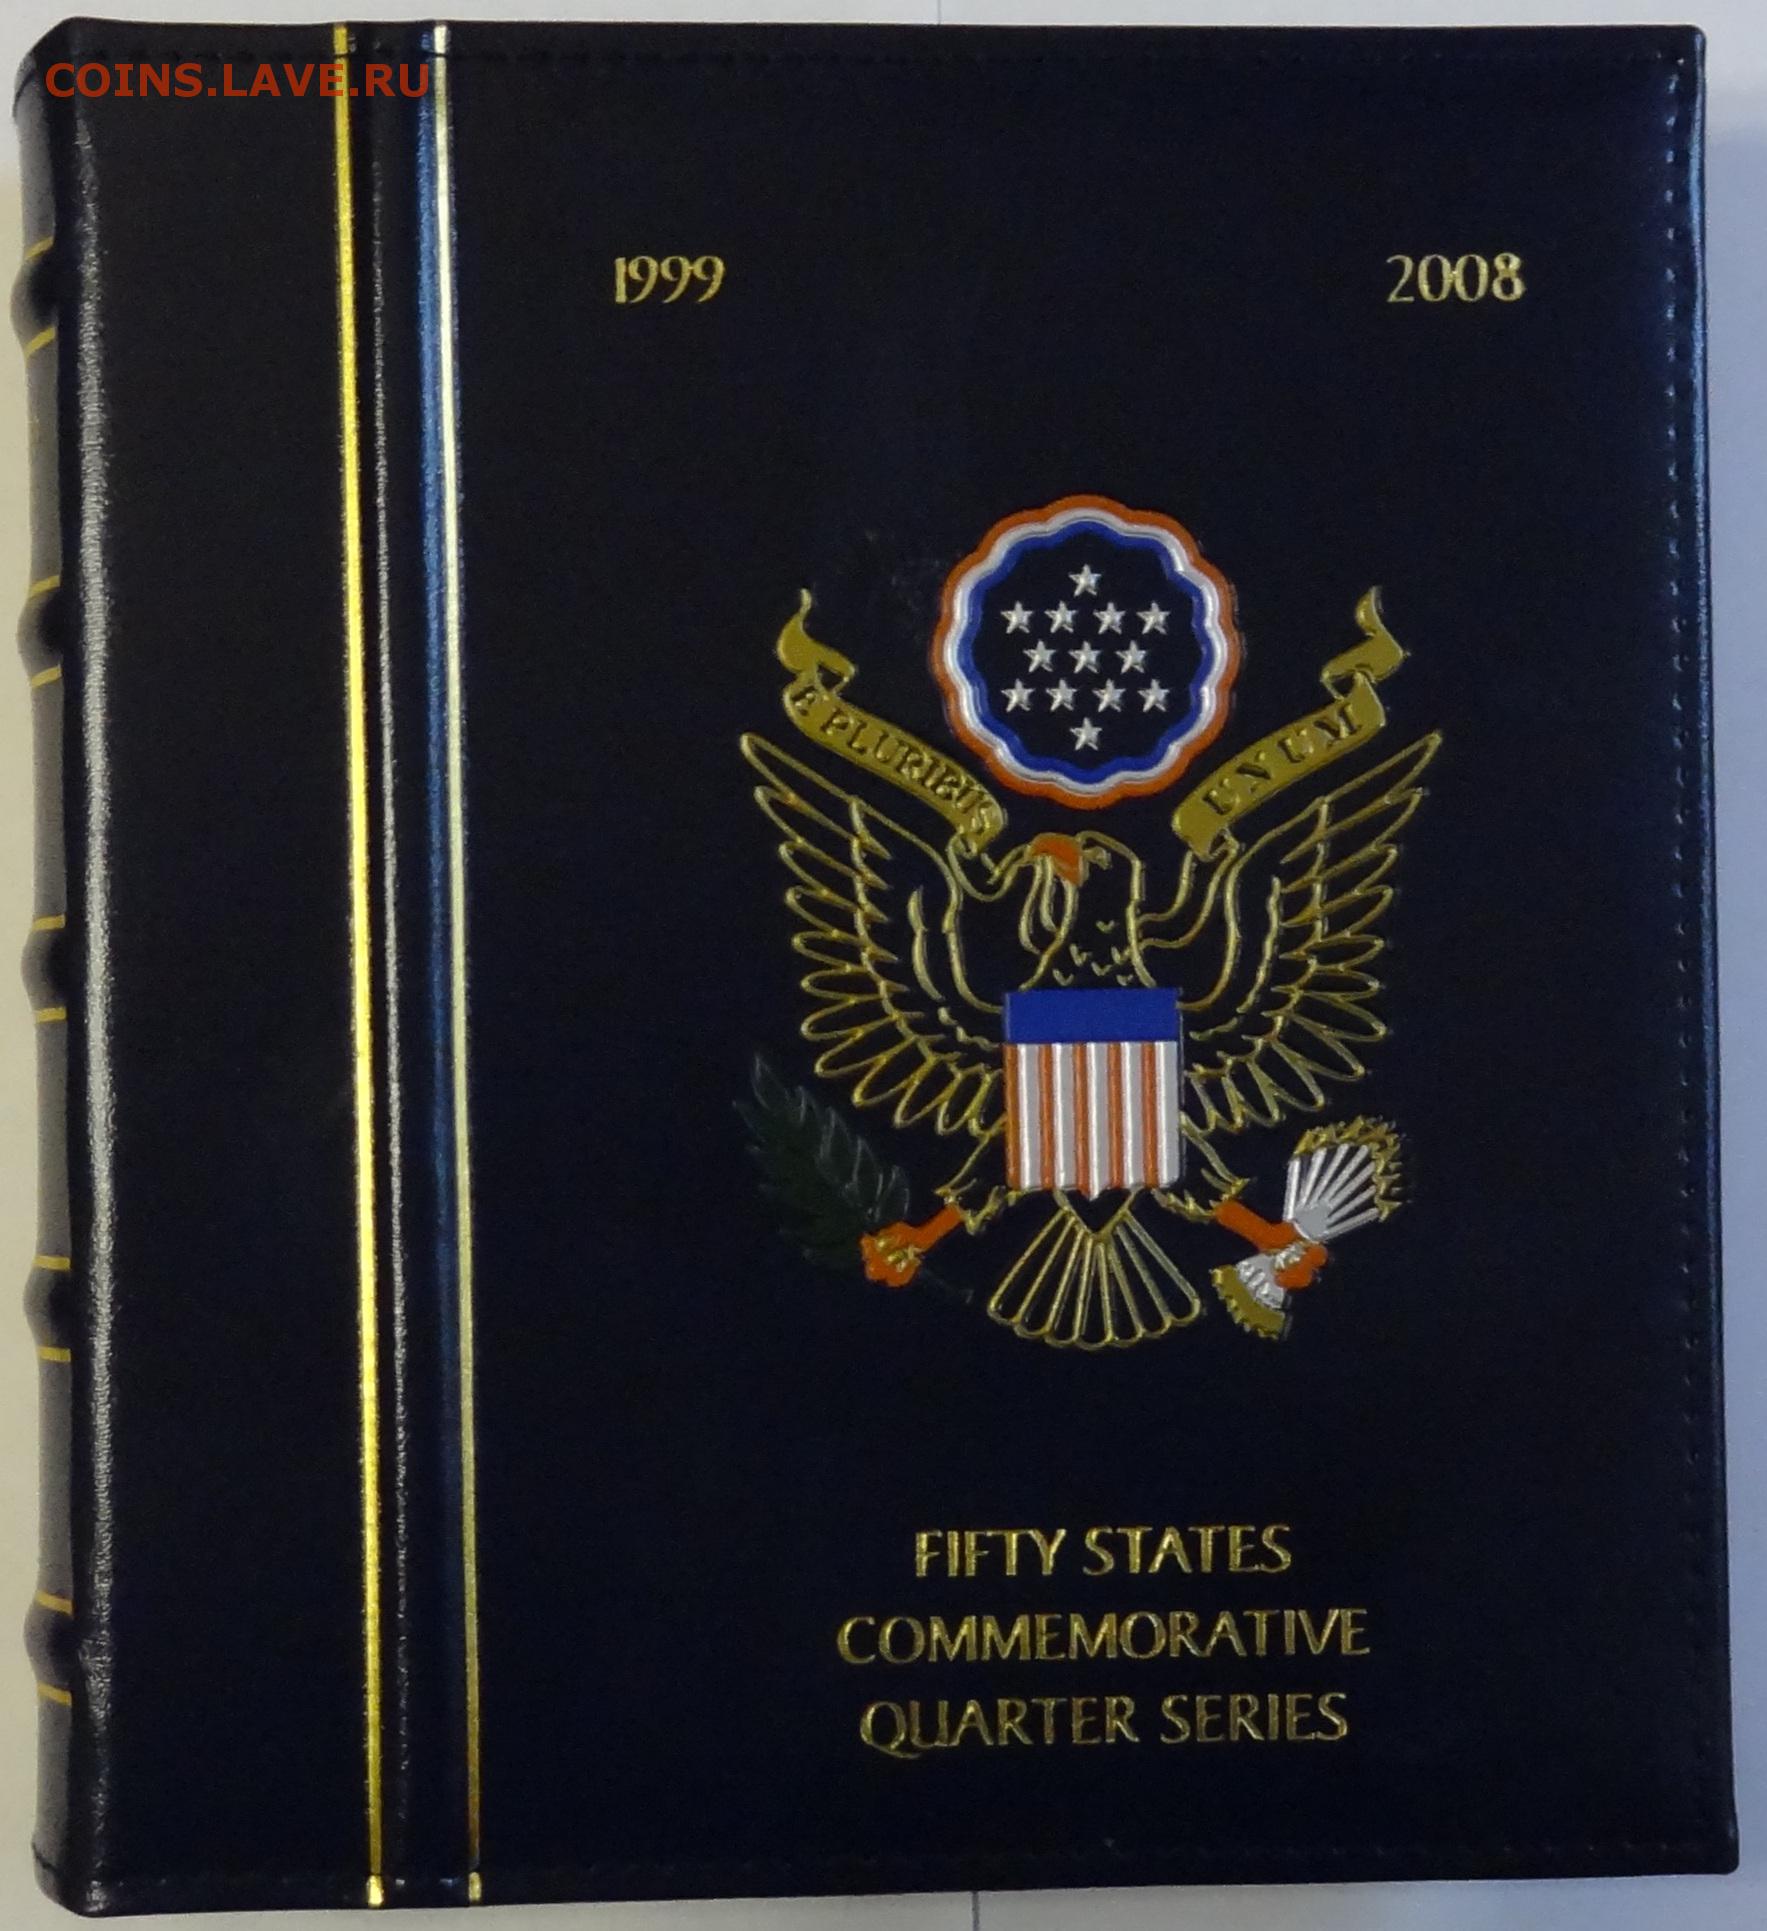 COINS.LAVE.RU
1999 2008
E PLURIBUS UNUM
FIFTY STATES
COMMEMORATIVE
QUARTER SERIES